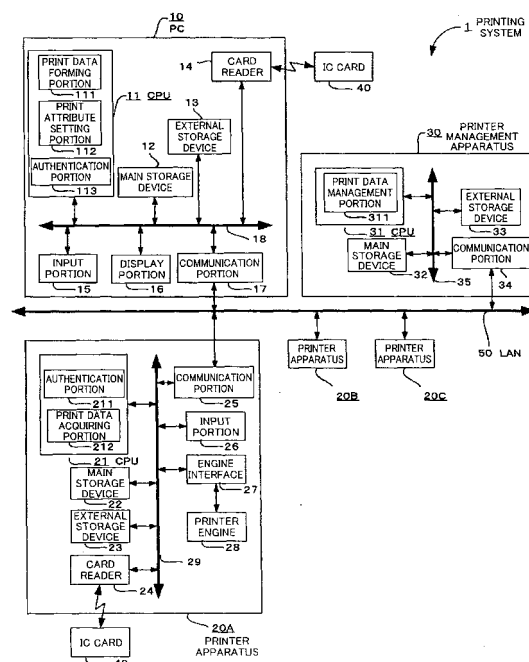 10
PC
1 PRINTING
SYSTEM
PRINT DATA
FORMING
PORTION
111
PRINT
ATTRIBUTE
SETTING
PORTION
112
AUTHENTICATION
PORTION
113
11 CPU
14
CARD
READER
IC CARD
40
13
EXTERNAL
STORAGE
DEVICE
12
MAIN STORAGE
DEVICE
18
INPUT
PORTION
15
DISPLAY
PORTION
16
COMMUNICATION
PORTION
17
30
PRINTER
MANAGEMENT
APPARATUS
PRINT DATA
MANAGEMENT
PORTION
311
31 CPU
MAIN
STORAGE
DEVICE
32
EXTERNAL
STORAGE
DEVICE
33
COMMUNICATION
PORTION
34
35
50 LAN
PRINTER
APPARATUS
20B
PRINTER
APPARATUS
20C
AUTHENTICATION
PORTION
211
PRINT DATA
ACQUIRING
PORTION
212
21 CPU
MAIN
STORAGE
DEVICE
22
EXTERNAL
STORAGE
DEVICE
23
CARD
READER
24
COMMUNICATION
PORTION
25
INPUT
PORTION
26
ENGINE
INTERFACE
27
PRINTER
ENGINE
28
29
20A
PRINTER
APPARATUS
IC CARD